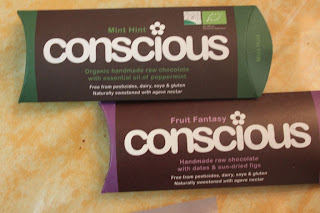 Mint Hint
conscious
Organic handmade raw chocolate
with essential oil of peppermint
Free from pesticides, dairy, soya & gluten
Naturally sweetened with agave nectar
Fruit Fantasy
conscious
Handmade raw chocolate
with dates & sun-dried figs
Free from pesticides, dairy, soya & gluten
Naturally sweetened with agave nectar